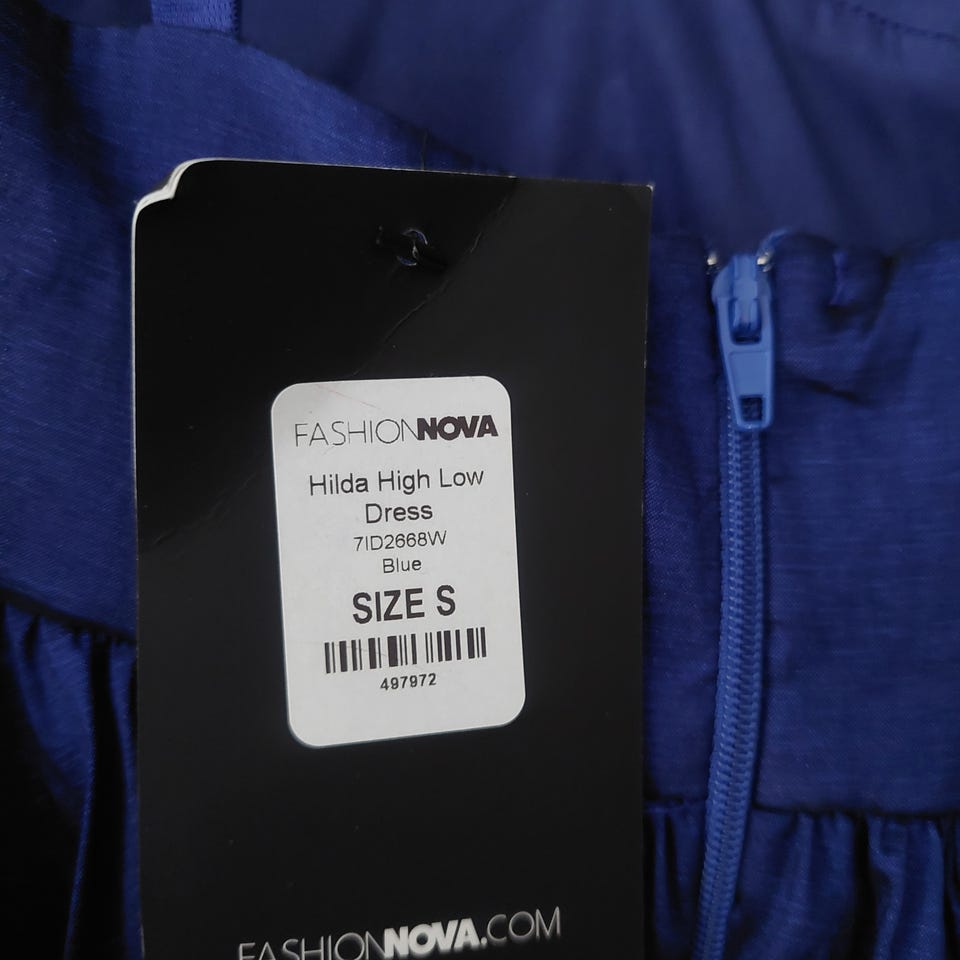 FASHIONNOVA
Hilda High Low
Dress
7ID2668W
Blue
SIZE S
497972
FASHIONNOVA.COM